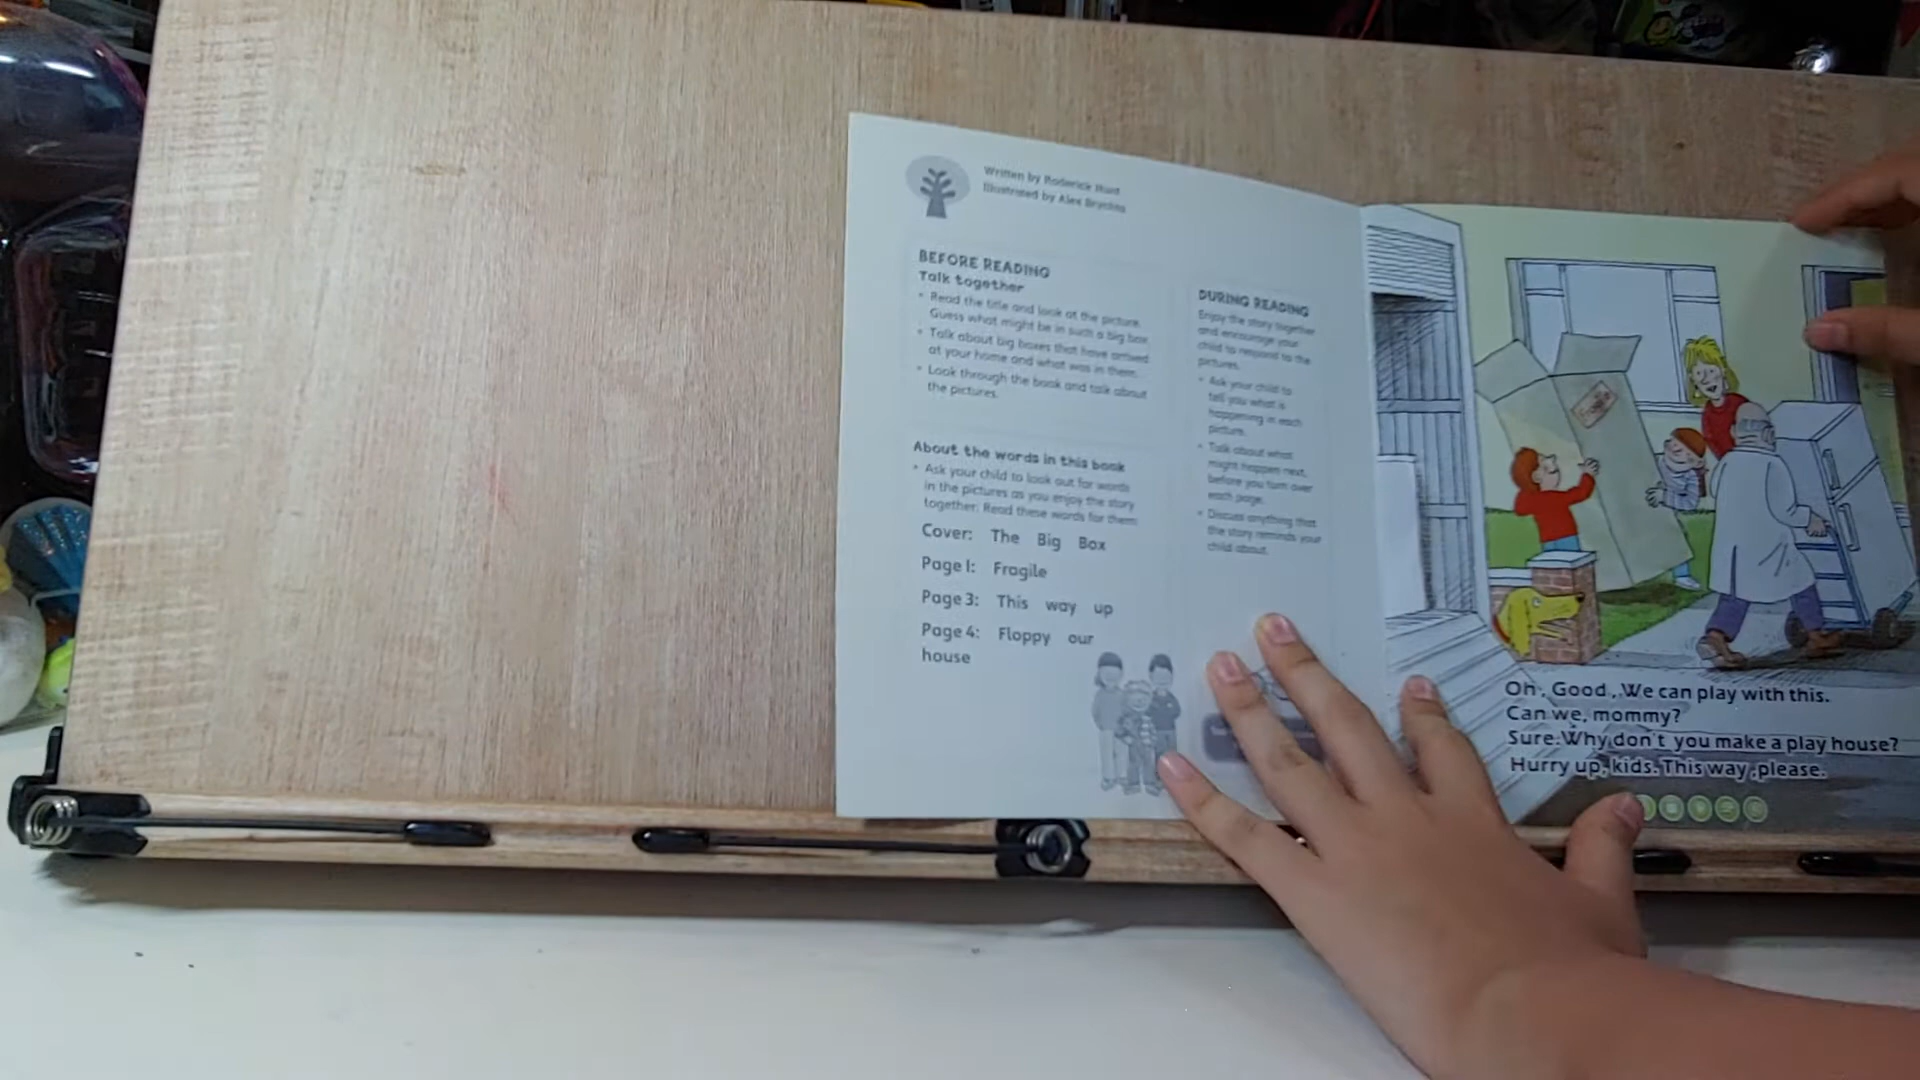 Written by Roderick Hunt
Illustrated by Alex Brychta
BEFORE READING
Talk together
• Read the title and look at the picture.
Guess what might be in such a big box.
• Talk about big boxes that have arrived
at your home and what was in them.
• Look through the book and talk about
the pictures.
About the words in this book
• Ask your child to look out for words
in the pictures as you enjoy the story
together. Read these words for them:
Cover: The Big Box
Page 1: Fragile
Page 3: This way up
Page 4: Floppy our
house
DURING READING
Enjoy the story together
and encourage your
child to respond to the
pictures.
• Ask your child to
tell you what is
happening in each
picture.
• Talk about what
might happen next,
before you turn over
each page.
• Discuss anything that
the story reminds your
child about.
Oh, Good, We can play with this.
Can we, mommy?
Sure. Why don't you make a play house?
Hurry up, kids. This way, please.